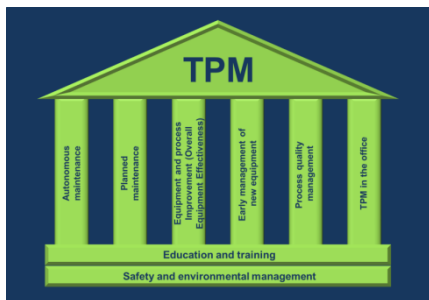 TPM
Autonomous
maintenance
Planned
maintenance
Equipment and process
Improvement (Overall
Equipment Effectiveness)
Early management of
new equipment
Process quality
management
TPM in the office
Education and training
Safety and environmental management